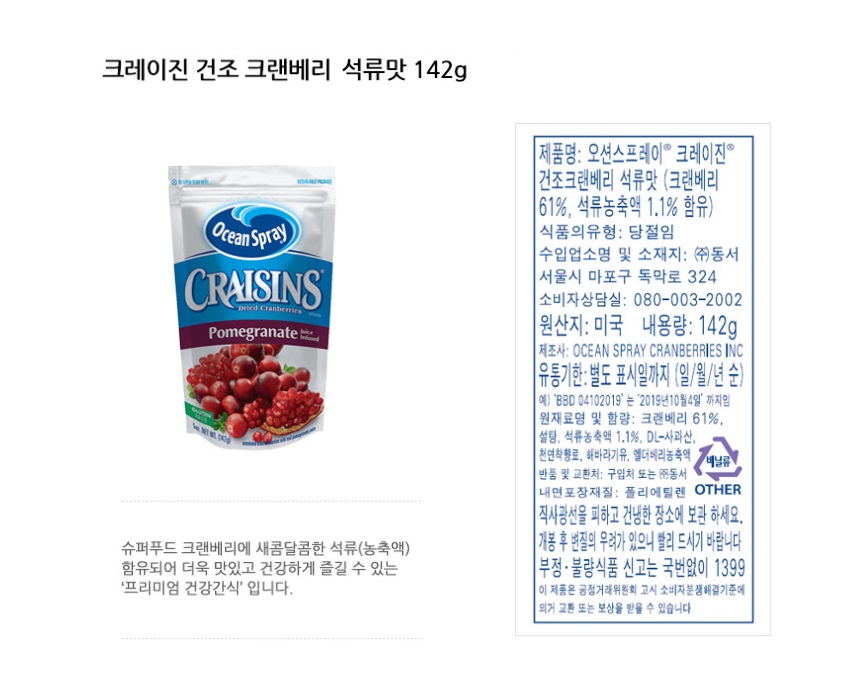 크레이진 건조 크랜베리 석류맛 142g
Ocean Spray
CRAISINS®
Dried Cranberries
Pomegranate Juice Infused
GLUTEN FREE
5oz. NET WT. (142g)
슈퍼푸드 크랜베리에 새콤달콤한 석류(농축액)
함유되어 더욱 맛있고 건강하게 즐길 수 있는
‘프리미엄 건강간식’ 입니다.
제품명: 오션스프레이® 크레이진®
건조크랜베리 석류맛 (크랜베리
61%, 석류농축액 1.1% 함유)
식품의유형: 당절임
수입업소명 및 소재지: ㈜동서
서울시 마포구 독막로 324
소비자상담실: 080-003-2002
원산지: 미국 내용량: 142g
제조사: OCEAN SPRAY CRANBERRIES INC
유통기한: 별도 표시일까지 (일/월/년 순)
예) 'BBD 04102019' 는 '2019년10월4일' 까지임
원재료명 및 함량: 크랜베리 61%,
설탕, 석류농축액 1.1%, DL-사과산,
천연착향료, 해바라기유, 엘더베리농축액
반품 및 교환처: 구입처 또는 ㈜동서
내면포장재질: 폴리에틸렌
비닐류
OTHER
직사광선을 피하고 건냉한 장소에 보관 하세요.
개봉 후 변질의 우려가 있으니 빨리 드시기 바랍니다
부정·불량식품 신고는 국번없이 1399
이 제품은 공정거래위원회 고시 소비자분쟁해결기준에
의거 교환 또는 보상을 받을 수 있습니다